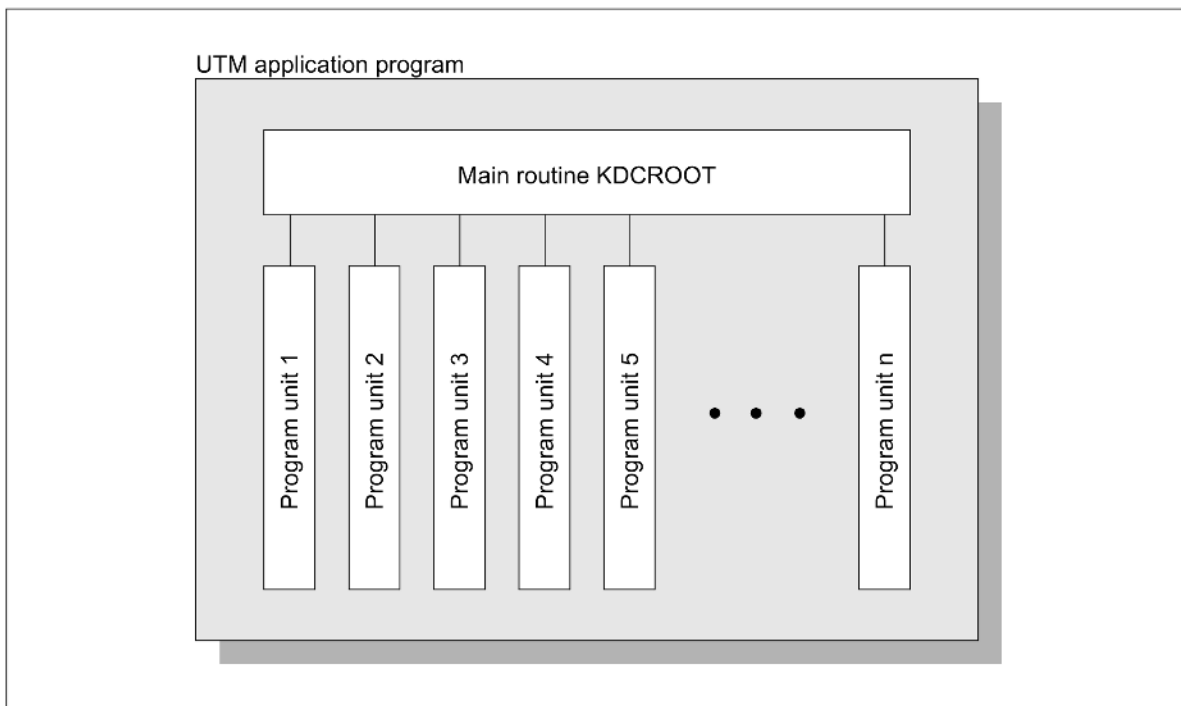 UTM application program
Main routine KDCROOT
Program unit 1
Program unit 2
Program unit 3
Program unit 4
Program unit 5
Program unit n